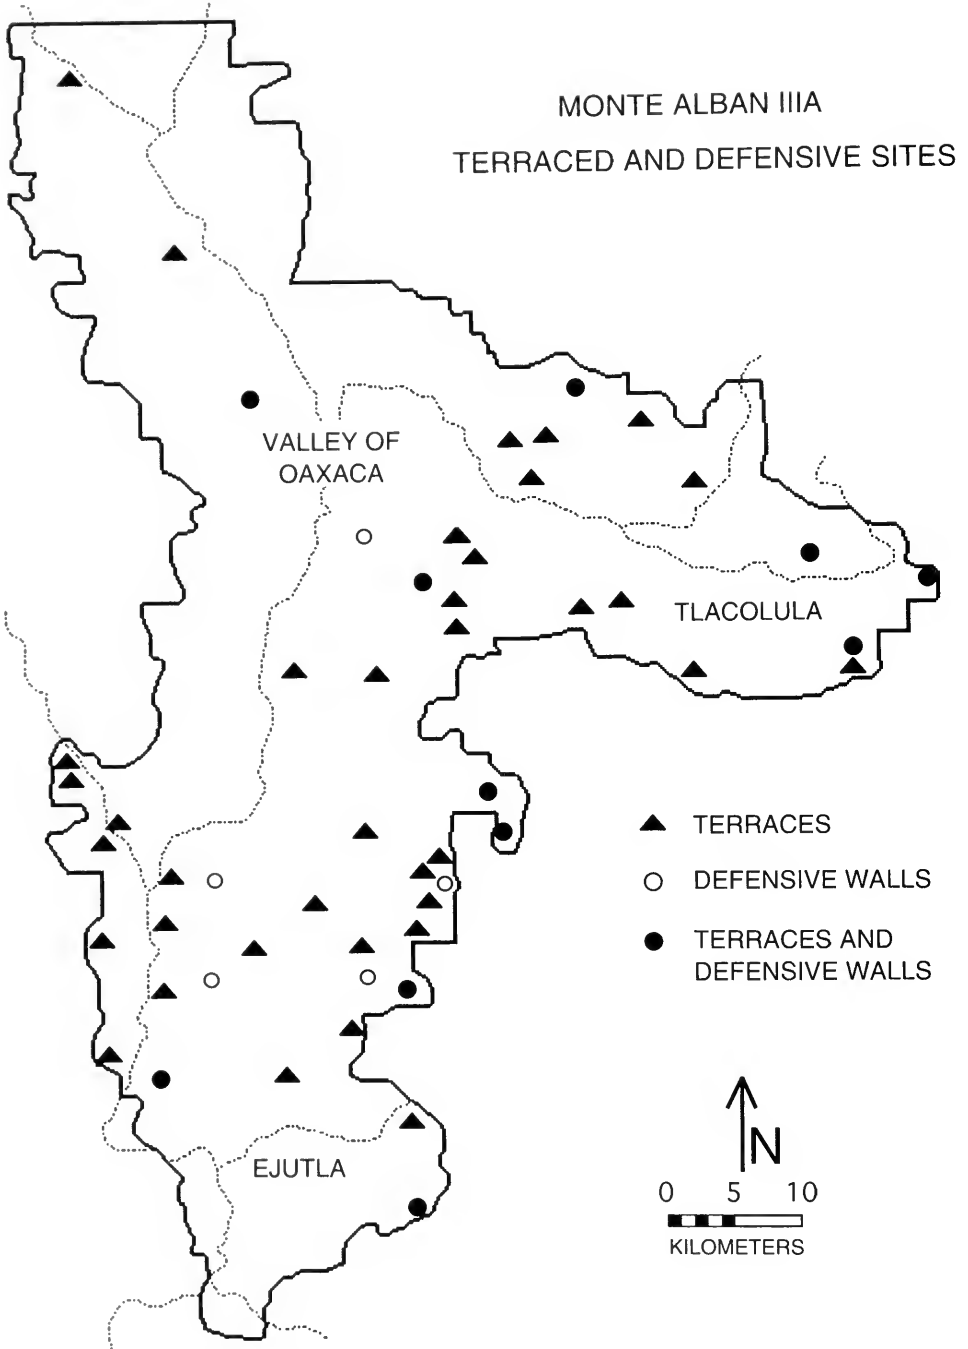 MONTE ALBAN IIIA
TERRACED AND DEFENSIVE SITES
VALLEY OF
OAXACA
TLACOLULA
TERRACES
DEFENSIVE WALLS
TERRACES AND
DEFENSIVE WALLS
N
0 5 10
KILOMETERS
EJUTLA